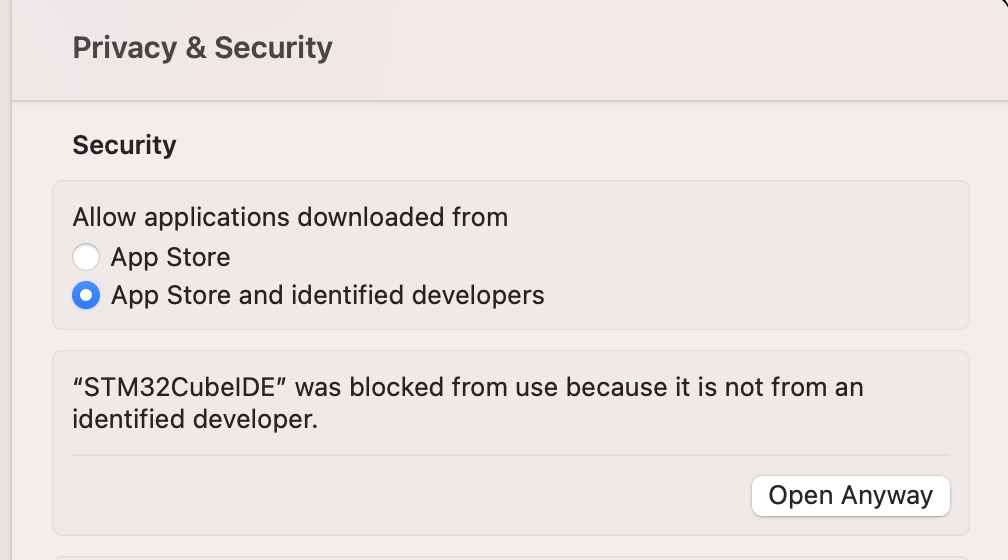 Privacy & Security
Security
Allow applications downloaded from
App Store
App Store and identified developers
“STM32CubeIDE” was blocked from use because it is not from an
identified developer.
Open Anyway